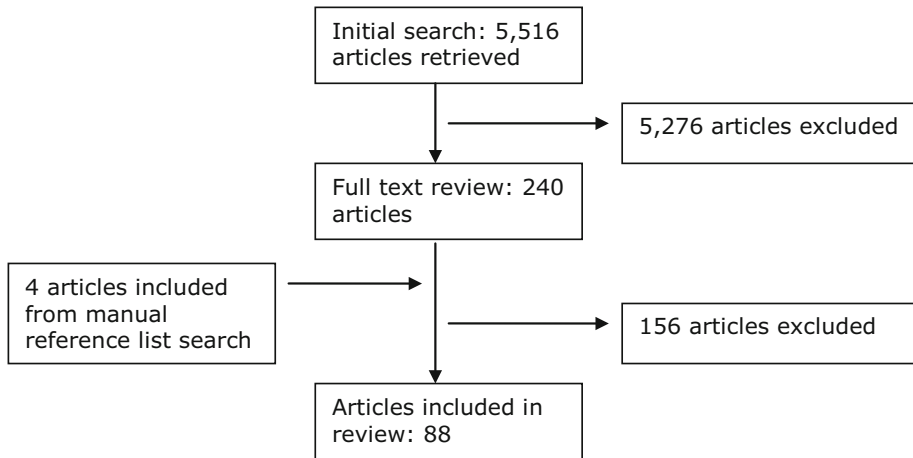 Initial search: 5,516
articles retrieved
5,276 articles excluded
Full text review: 240
articles
4 articles included
from manual
reference list search
156 articles excluded
Articles included in
review: 88